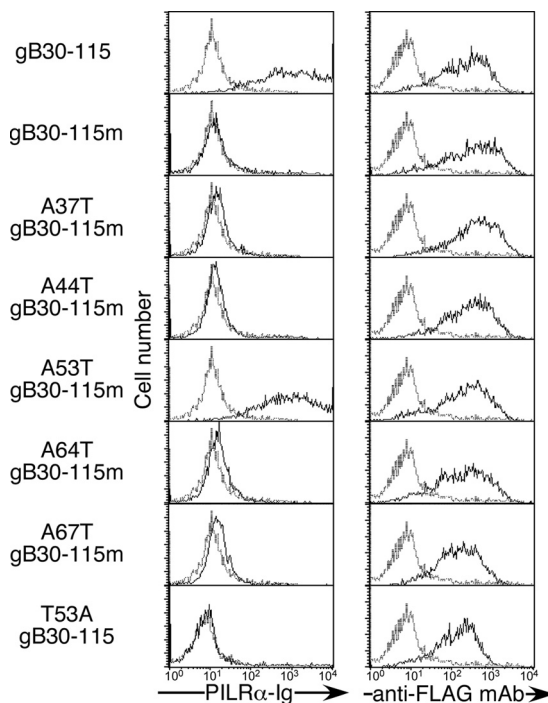 gB30-115
gB30-115m
A37T
gB30-115m
A44T
gB30-115m
A53T
gB30-115m
A64T
gB30-115m
A67T
gB30-115m
T53A
gB30-115
Cell number
10⁰ 10¹ 10² 10³ 10⁴
PILRα-Ig
10⁰ 10¹ 10² 10³ 10⁴
anti-FLAG mAb